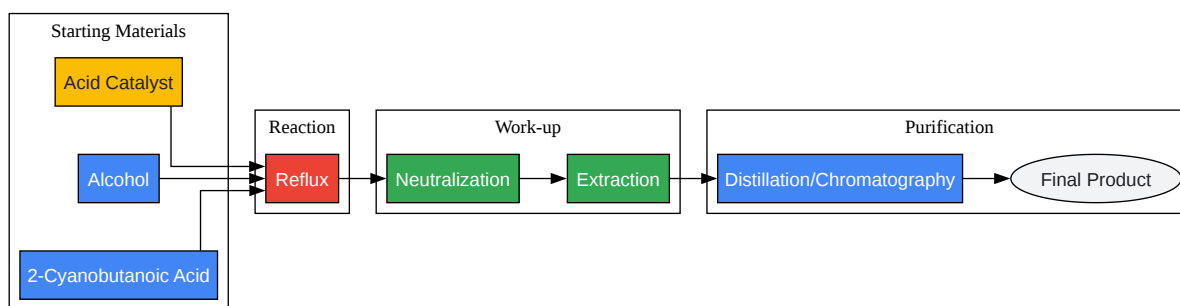 Starting Materials
Acid Catalyst
Alcohol
2-Cyanobutanoic Acid
Reaction
Reflux
Work-up
Neutralization
Extraction
Purification
Distillation/Chromatography
Final Product